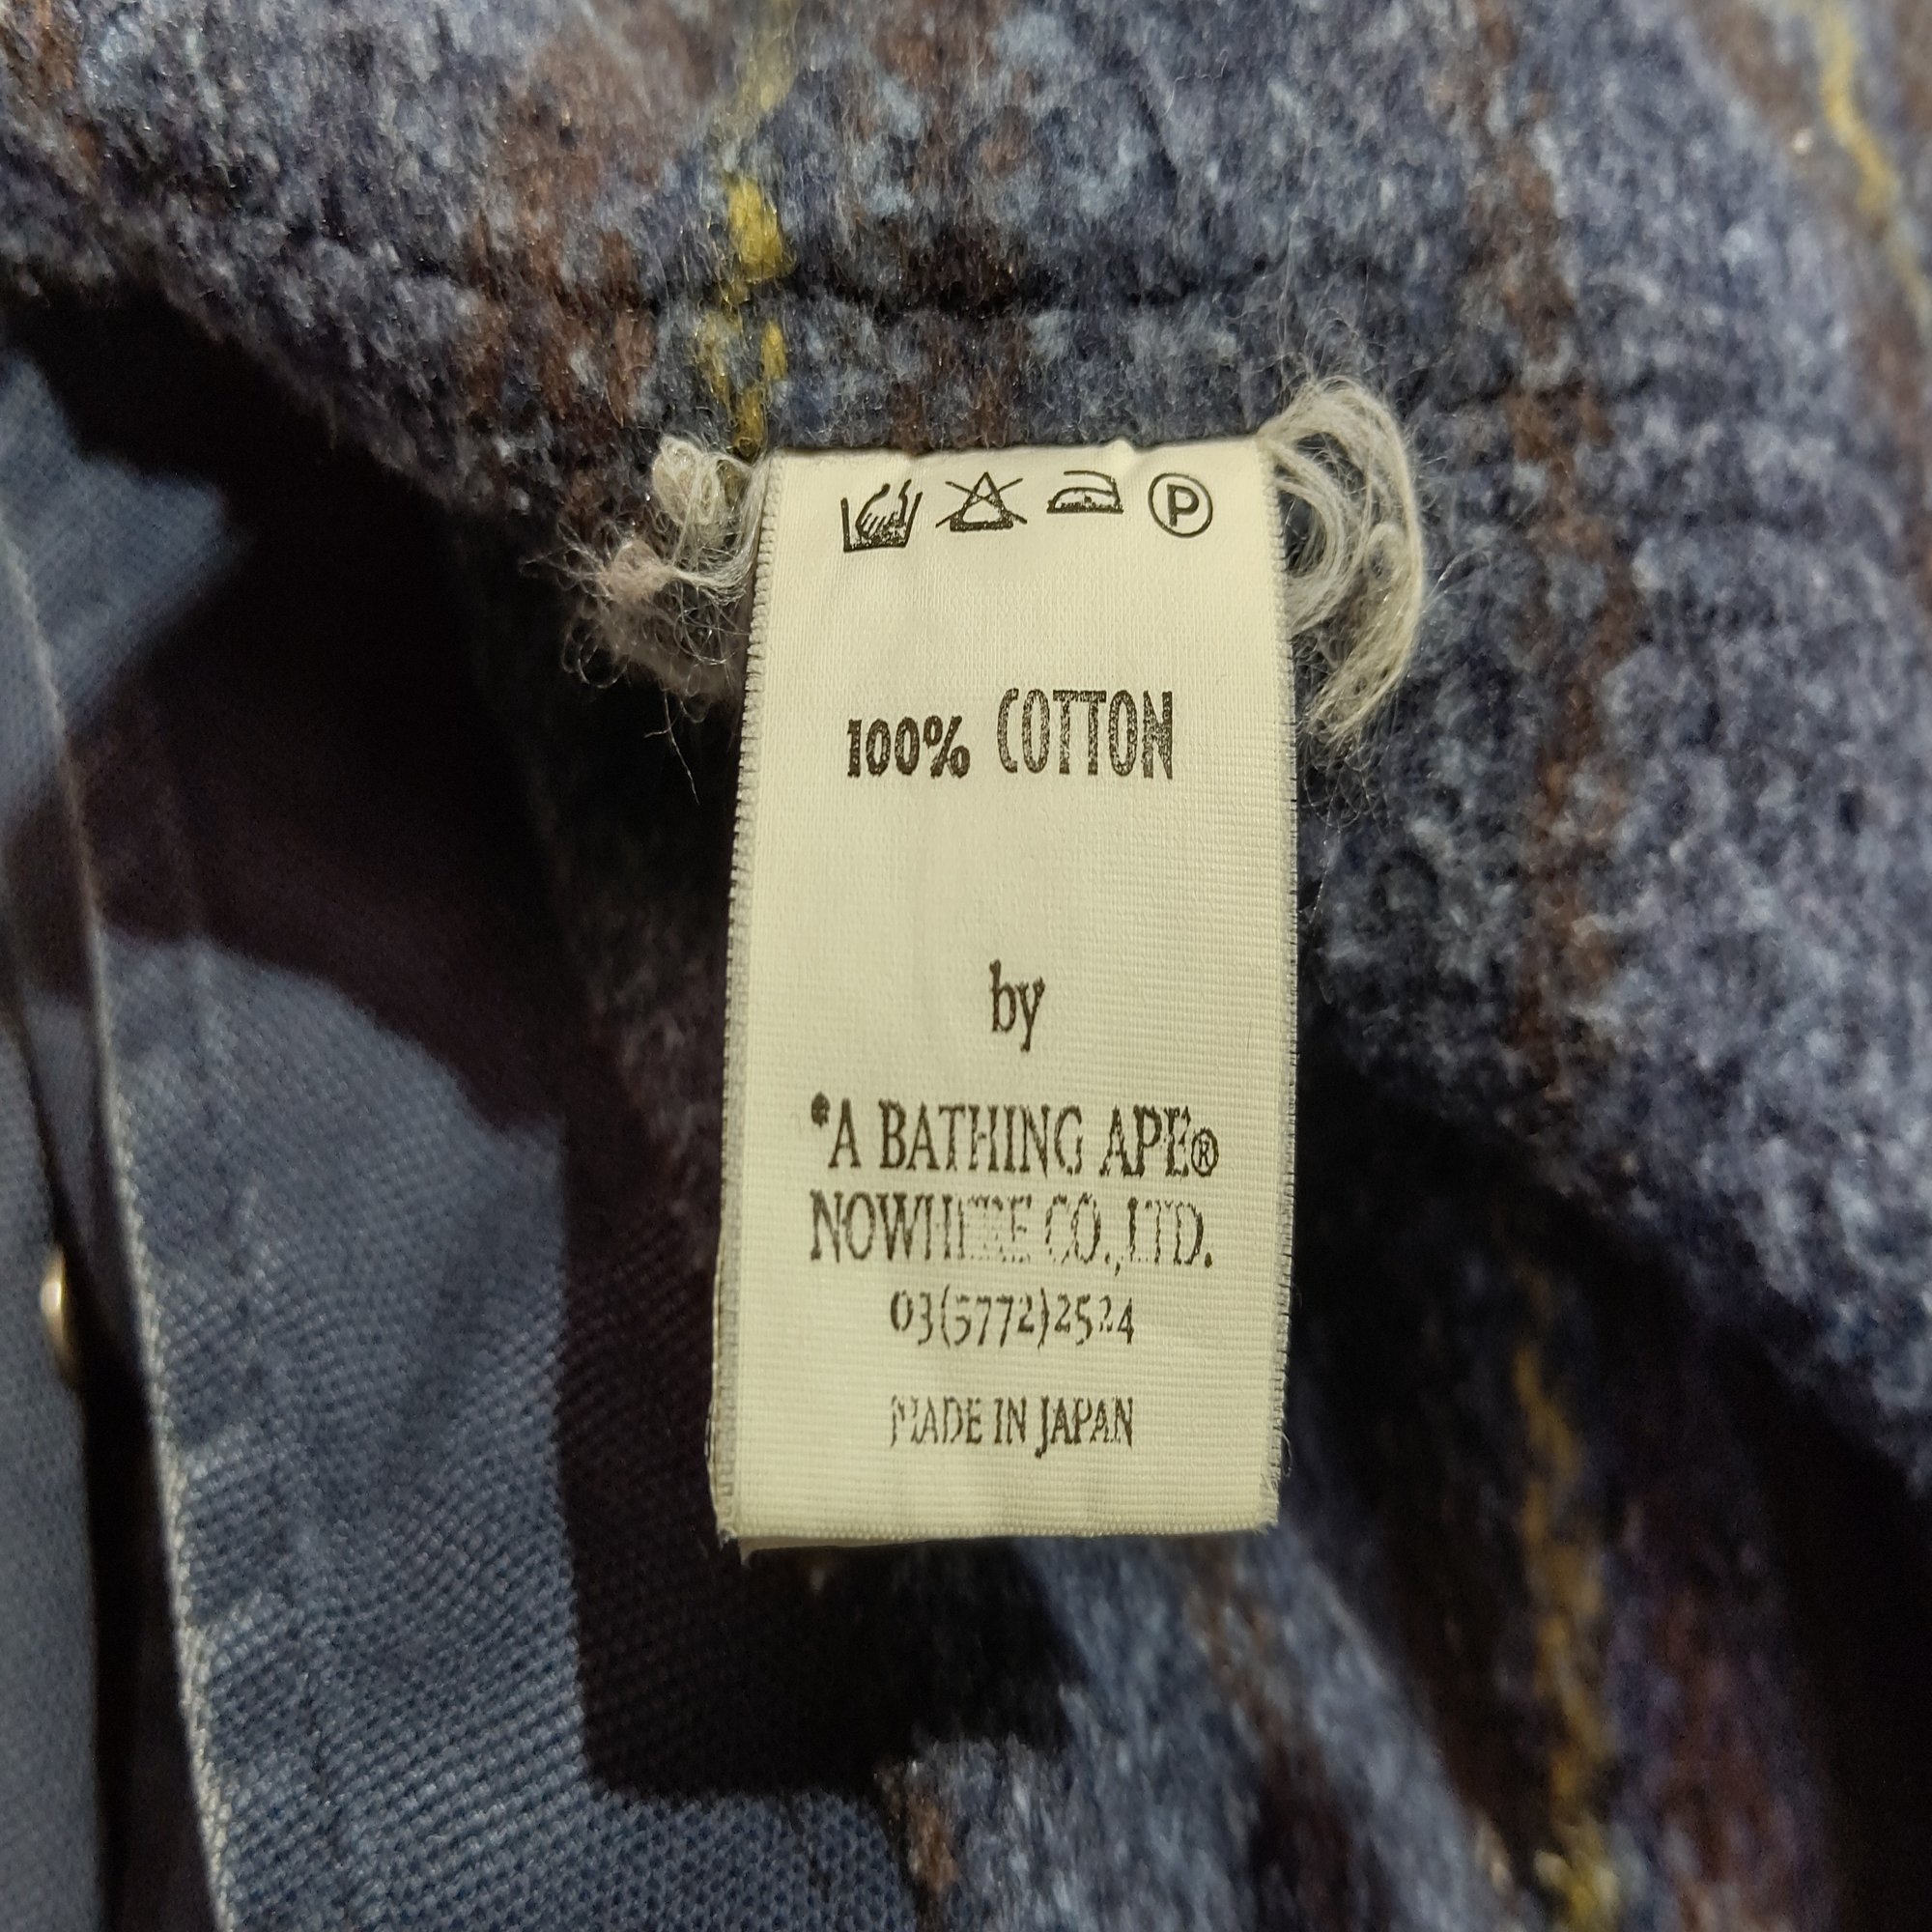 P
100% COTTON
by
*A BATHING APE®
NOWHERE CO.,LTD.
03(5772)2524
MADE IN JAPAN